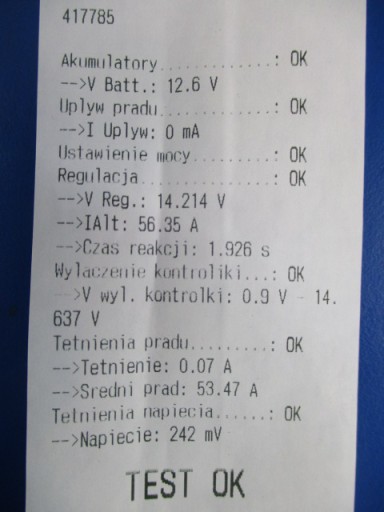 417785
Akumulatory.............: OK
-->V Batt.: 12.6 V
Uplyw pradu.............: OK
-->I Uplyw: 0 mA
Ustawienie mocy.........: OK
Regulacja...............: OK
-->V Reg.: 14.214 V
-->IAlt: 56.35 A
-->Czas reakcji: 1.926 s
Wylaczenie kontroliki...: OK
-->V wyl. kontrolki: 0.9 V - 14.
637 V
Tetnienia pradu.........: OK
-->Tetnienie: 0.07 A
-->Sredni prad: 53.47 A
Tetnienia napiecia......: OK
-->Napiecie: 242 mV
TEST OK